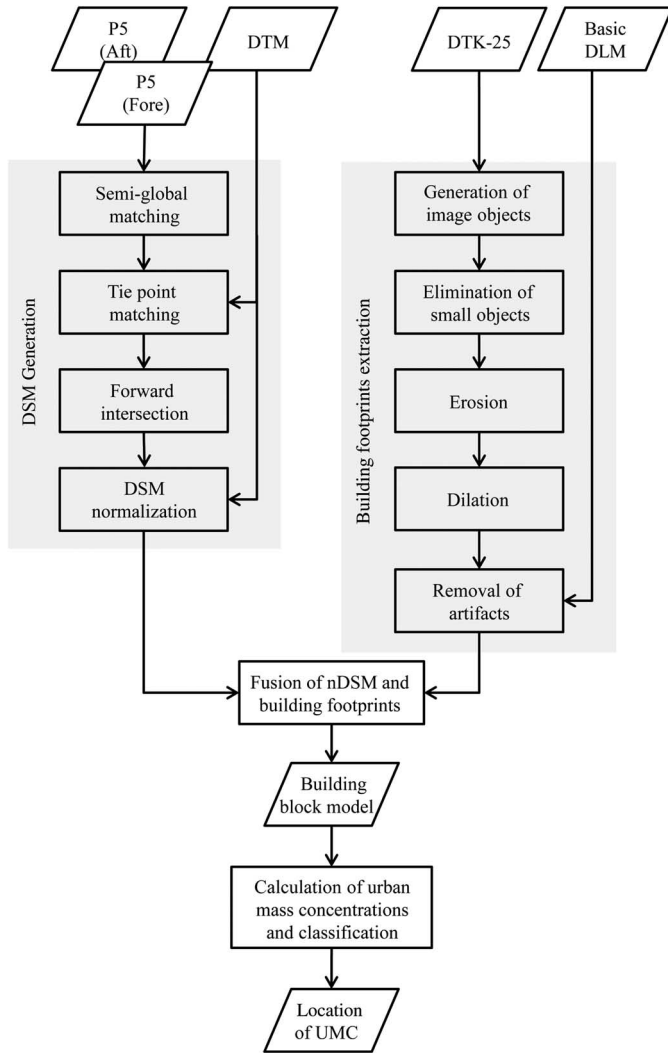 P5
(Aft)
P5
(Fore)
DTM
DTK-25
Basic
DLM
DSM Generation
Semi-global
matching
Tie point
matching
Forward
intersection
DSM
normalization
Building footprints extraction
Generation of
image objects
Elimination of
small objects
Erosion
Dilation
Removal of
artifacts
Fusion of nDSM and
building footprints
Building
block model
Calculation of urban
mass concentrations
and classification
Location
of UMC